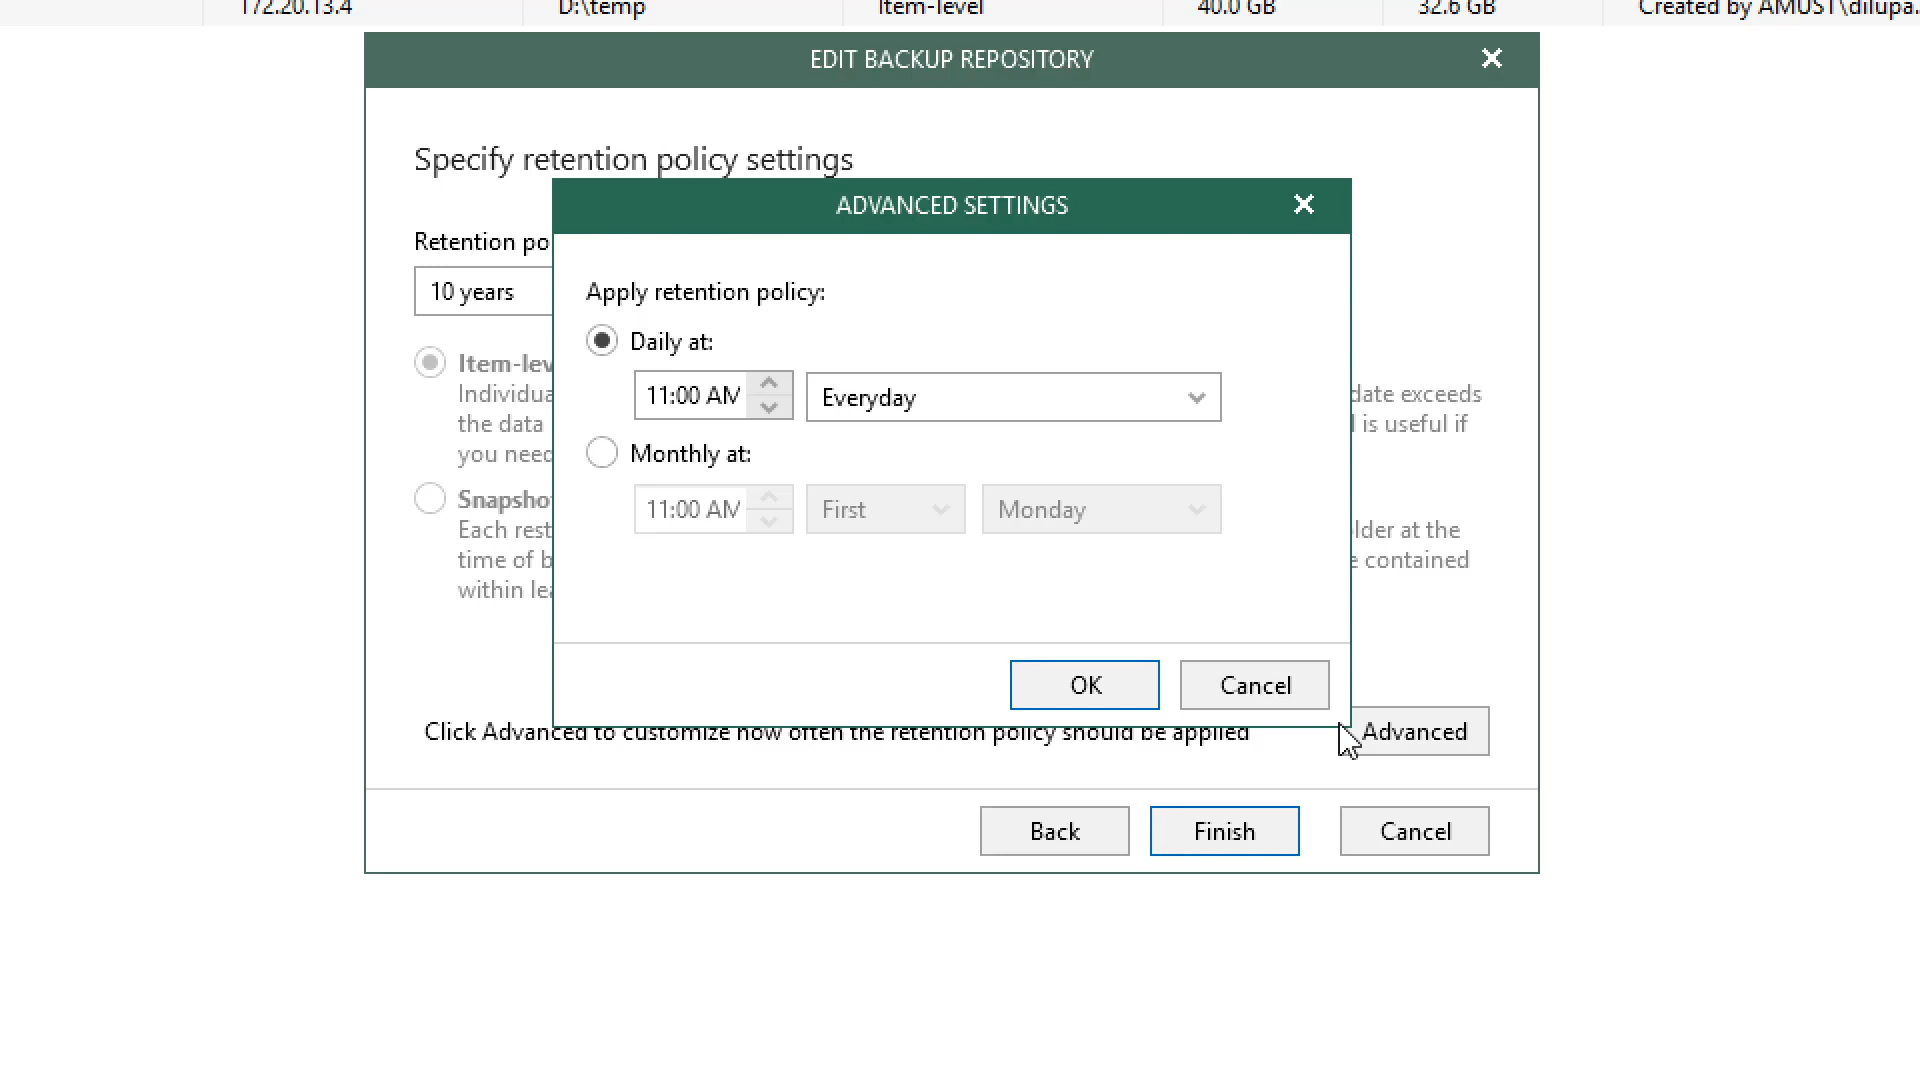 172.20.13.4 D:\temp Item-level 40.0 GB 32.6 GB Created by AMUST\dilupa.
EDIT BACKUP REPOSITORY
Specify retention policy settings
ADVANCED SETTINGS
Retention po
Apply retention policy:
10 years
Daily at:
Item-lev
11:00 AM Everyday
Individua date exceeds
the data is useful if
Monthly at:
you need
Snapsho
11:00 AM First Monday
Each rest lder at the
time of b e contained
within lea
OK Cancel
Click Advanced to customize how often the retention policy should be applied Advanced
Back Finish Cancel